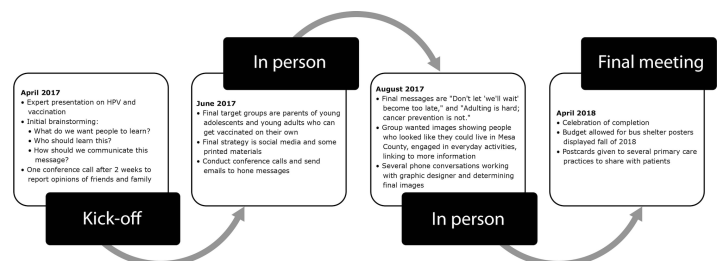 April 2017
• Expert presentation on HPV and
vaccination
• Initial brainstorming:
• What do we want people to learn?
• Who should learn this?
• How should we communicate this
message?
• One conference call after 2 weeks to
report opinions of friends and family
Kick-off
In person
June 2017
• Final target groups are parents of young
adolescents and young adults who can
get vaccinated on their own
• Final strategy is social media and some
printed materials
• Conduct conference calls and send
emails to hone messages
August 2017
• Final messages are "Don't let 'we'll wait'
become too late," and "Adulting is hard;
cancer prevention is not."
• Group wanted images showing people
who looked like they could live in Mesa
County, engaged in everyday activities,
linking to more information
• Several phone conversations working
with graphic designer and determining
final images
In person
Final meeting
April 2018
• Celebration of completion
• Budget allowed for bus shelter posters
displayed fall of 2018
• Postcards given to several primary care
practices to share with patients